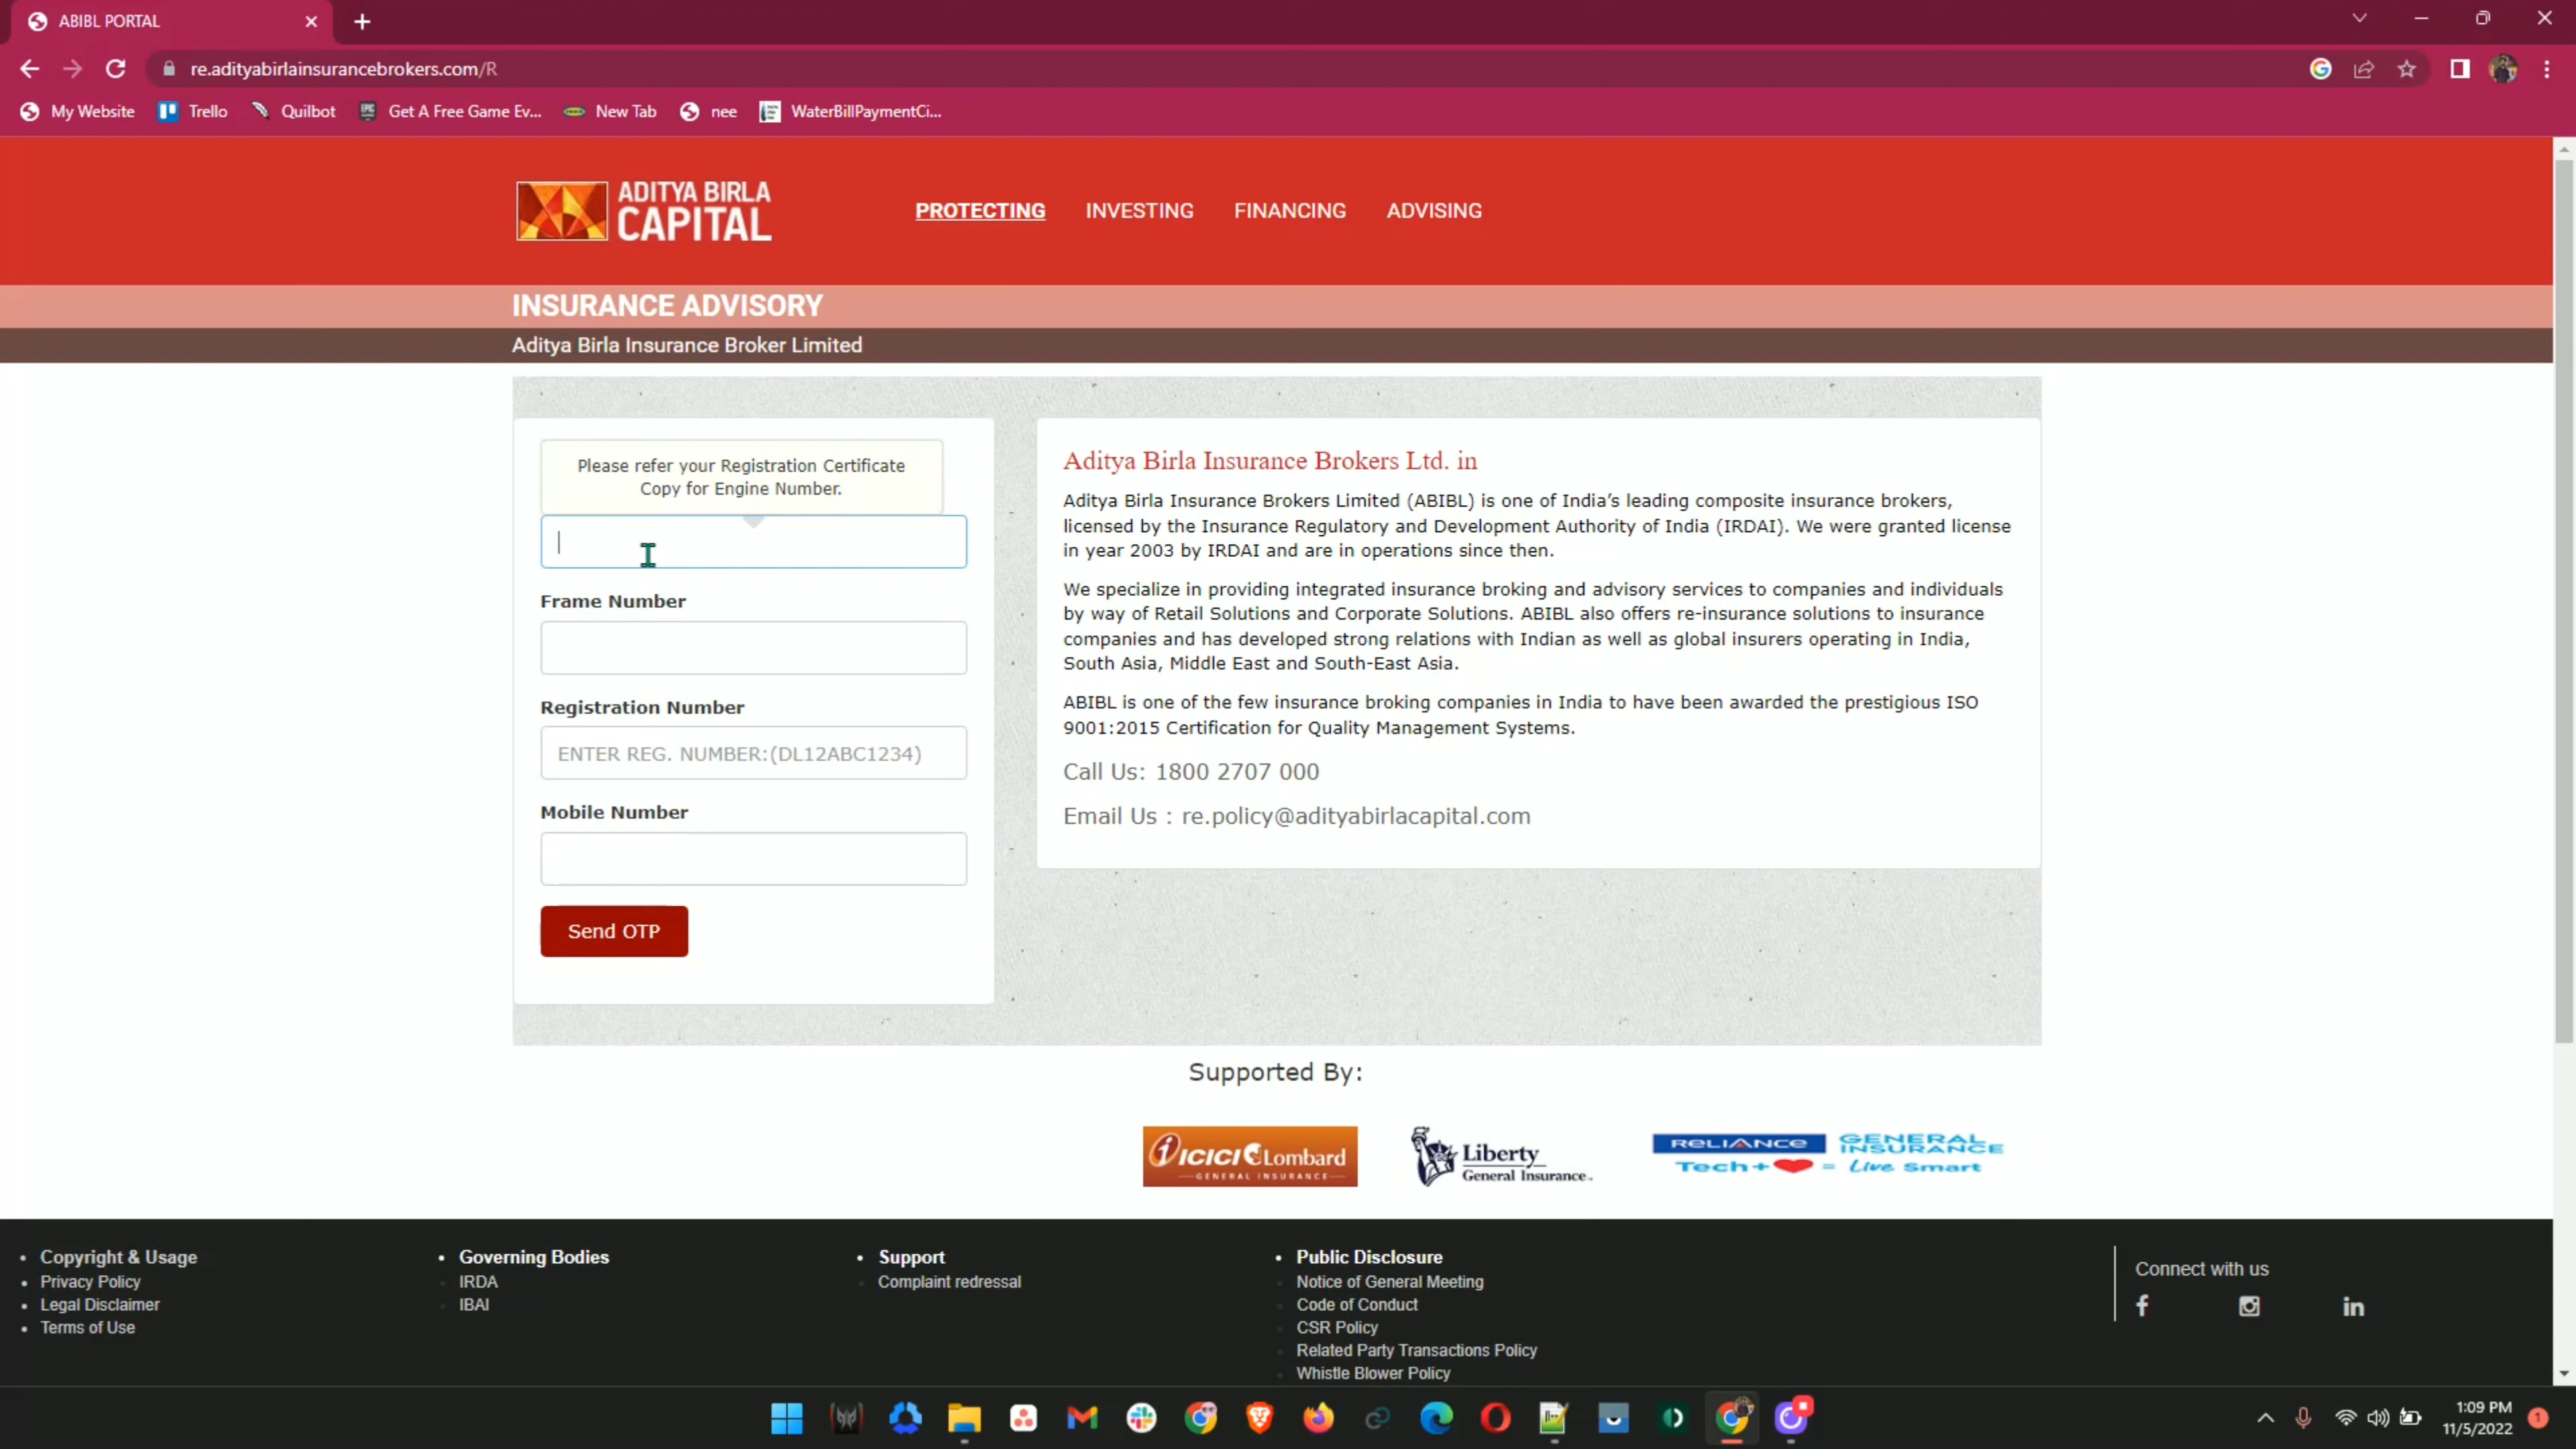 ABIBL PORTAL
re.adityabirlainsurancebrokers.com/R
My Website
Trello
Quilbot
Get A Free Game Ev...
New Tab
nee
WaterBillPaymentCi...
ADITYA BIRLA
CAPITAL
PROTECTING
INVESTING
FINANCING
ADVISING
INSURANCE ADVISORY
Aditya Birla Insurance Broker Limited
Please refer your Registration Certificate
Copy for Engine Number.
Frame Number
Registration Number
ENTER REG. NUMBER:(DL12ABC1234)
Mobile Number
Send OTP
Aditya Birla Insurance Brokers Ltd. in
Aditya Birla Insurance Brokers Limited (ABIBL) is one of India's leading composite insurance brokers,
licensed by the Insurance Regulatory and Development Authority of India (IRDAI). We were granted license
in year 2003 by IRDAI and are in operations since then.
We specialize in providing integrated insurance broking and advisory services to companies and individuals
by way of Retail Solutions and Corporate Solutions. ABIBL also offers re-insurance solutions to insurance
companies and has developed strong relations with Indian as well as global insurers operating in India,
South Asia, Middle East and South-East Asia.
ABIBL is one of the few insurance broking companies in India to have been awarded the prestigious ISO
9001:2015 Certification for Quality Management Systems.
Call Us: 1800 2707 000
Email Us : re.policy@adityabirlacapital.com
Supported By:
ICICI Lombard
GENERAL INSURANCE
Liberty
General Insurance
RELIANCE
GENERAL
INSURANCE
Tech+ = Live Smart
Copyright & Usage
Privacy Policy
Legal Disclaimer
Terms of Use
Governing Bodies
IRDA
IBAI
Support
Complaint redressal
Public Disclosure
Notice of General Meeting
Code of Conduct
CSR Policy
Related Party Transactions Policy
Whistle Blower Policy
Connect with us
1:09 PM
11/5/2022
1